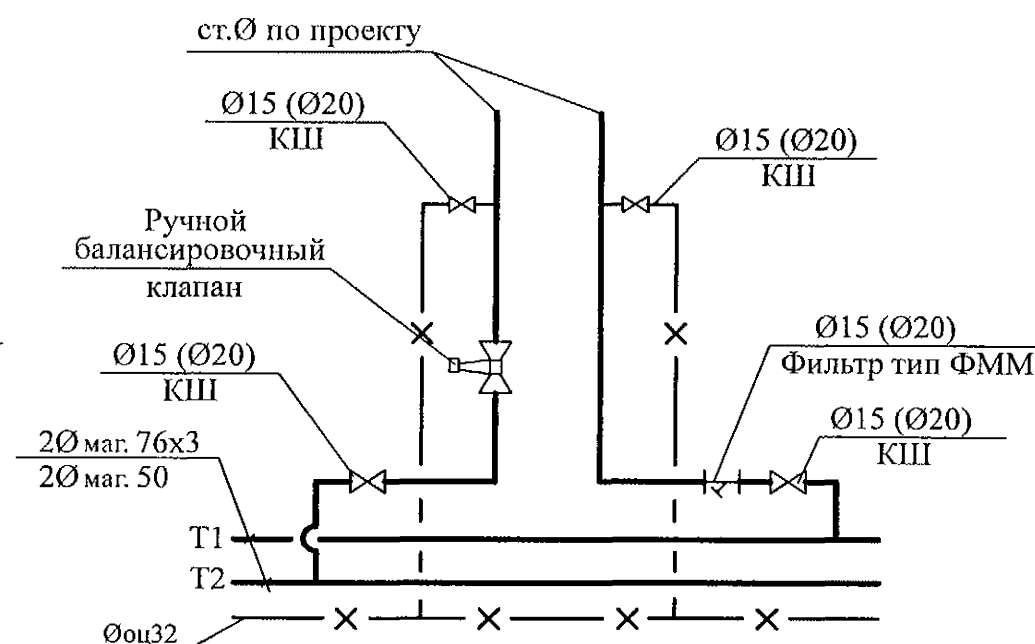 ст.Ø по проекту
Ø15 (Ø20)
КШ
Ø15 (Ø20)
КШ
Ручной
балансировочный
клапан
Ø15 (Ø20)
Фильтр тип ФММ
Ø15 (Ø20)
КШ
Ø15 (Ø20)
КШ
2Ø маг. 76х3
2Ø маг. 50
Т1
Т2
Øоц32